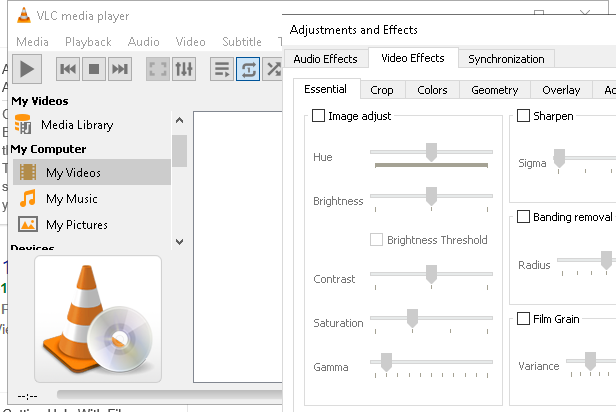 VLC media player
Media Playback Audio Video Subtitle
My Videos
Media Library
My Computer
My Videos
My Music
My Pictures
Devices
--:--
Adjustments and Effects
Audio Effects Video Effects Synchronization
Essential Crop Colors Geometry Overlay
Image adjust
Hue
Brightness
Brightness Threshold
Contrast
Saturation
Gamma
Sharpen
Sigma
Banding removal
Radius
Film Grain
Variance